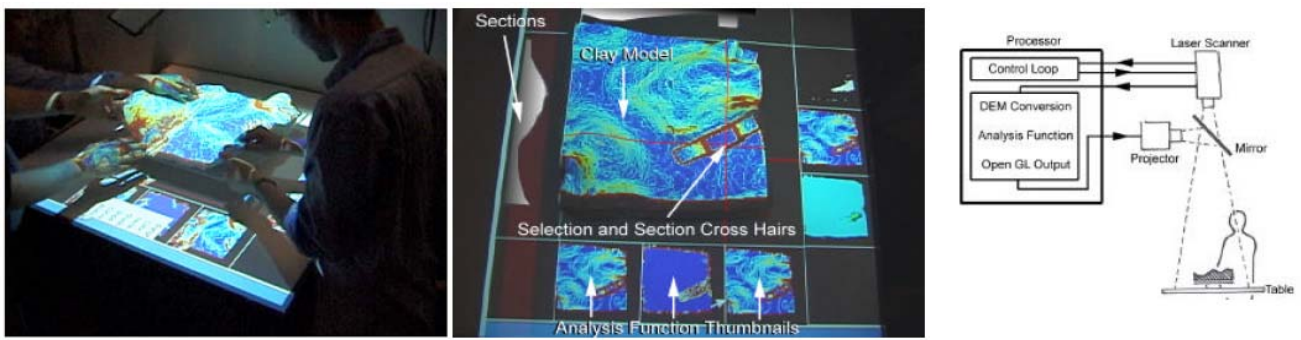 Sections
Clay Model
Selection and Section Cross Hairs
Analysis Function Thumbnails
Processor
Laser Scanner
Control Loop
DEM Conversion
Analysis Function
Open GL Output
Projector
Mirror
Table